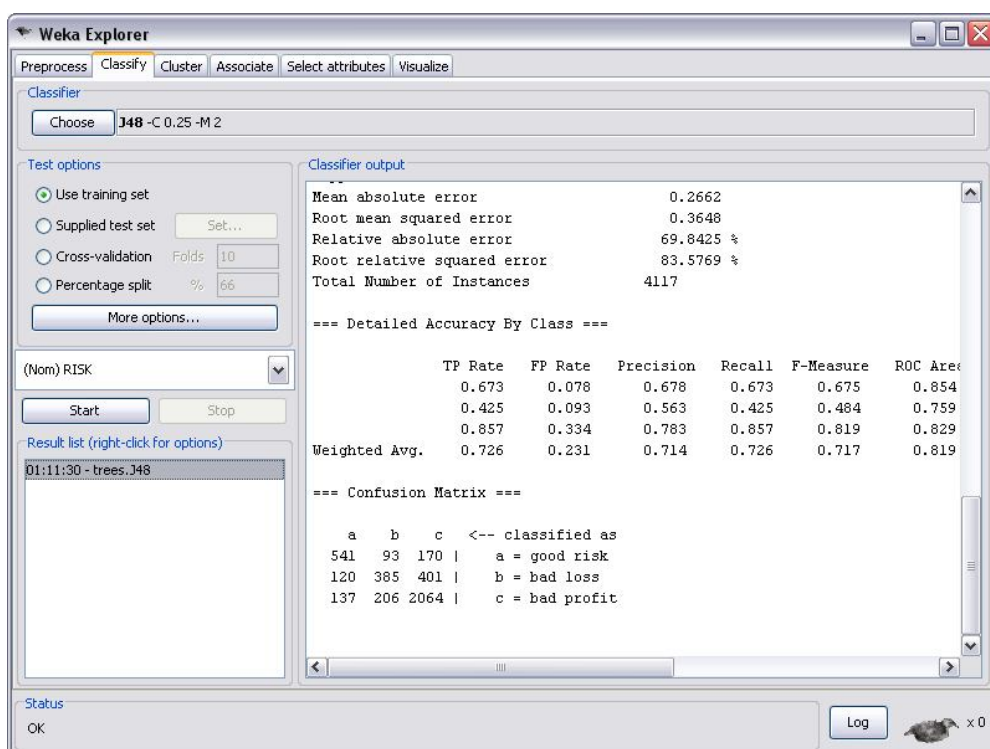 Weka Explorer
Preprocess Classify Cluster Associate Select attributes Visualize
Classifier
Choose J48 -C 0.25 -M 2
Test options
Use training set
Supplied test set Set...
Cross-validation Folds 10
Percentage split % 66
More options...
(Nom) RISK
Start Stop
Result list (right-click for options)
01:11:30 - trees.J48
Classifier output
Mean absolute error 0.2662
Root mean squared error 0.3648
Relative absolute error 69.8425 %
Root relative squared error 83.5769 %
Total Number of Instances 4117
=== Detailed Accuracy By Class ===
TP Rate FP Rate Precision Recall F-Measure ROC Area
0.673 0.078 0.678 0.673 0.675 0.854
0.425 0.093 0.563 0.425 0.484 0.759
0.857 0.334 0.783 0.857 0.819 0.829
Weighted Avg. 0.726 0.231 0.714 0.726 0.717 0.819
=== Confusion Matrix ===
a b c <-- classified as
541 93 170 | a = good risk
120 385 401 | b = bad loss
137 206 2064 | c = bad profit
Status
OK
Log
x 0